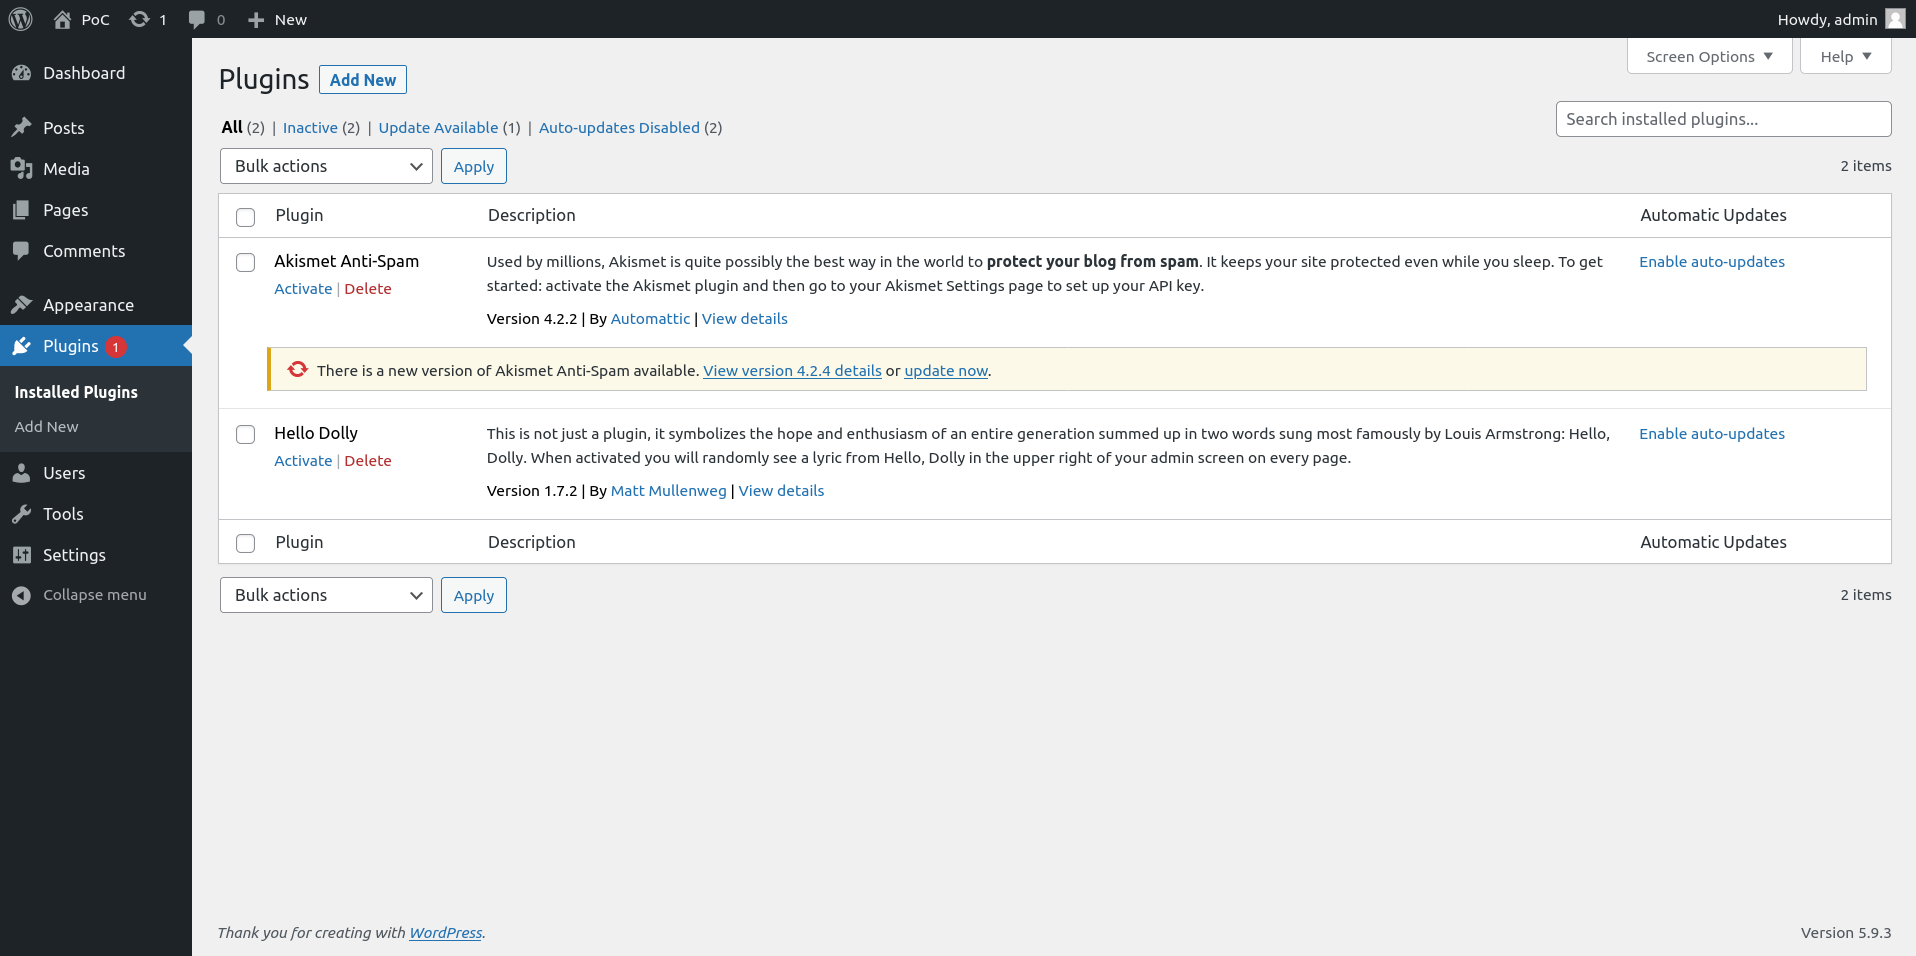 PoC 1 0 New Howdy, admin
Screen Options Help
Dashboard
Posts
Media
Pages
Comments
Appearance
Plugins 1
Installed Plugins
Add New
Users
Tools
Settings
Collapse menu
Plugins Add New
All (2) | Inactive (2) | Update Available (1) | Auto-updates Disabled (2)
Search installed plugins...
Bulk actions Apply 2 items
Plugin Description Automatic Updates
Akismet Anti-Spam
Activate | Delete
Used by millions, Akismet is quite possibly the best way in the world to protect your blog from spam. It keeps your site protected even while you sleep. To get
started: activate the Akismet plugin and then go to your Akismet Settings page to set up your API key.
Version 4.2.2 | By Automattic | View details
Enable auto-updates
There is a new version of Akismet Anti-Spam available. View version 4.2.4 details or update now.
Hello Dolly
Activate | Delete
This is not just a plugin, it symbolizes the hope and enthusiasm of an entire generation summed up in two words sung most famously by Louis Armstrong: Hello,
Dolly. When activated you will randomly see a lyric from Hello, Dolly in the upper right of your admin screen on every page.
Version 1.7.2 | By Matt Mullenweg | View details
Enable auto-updates
Plugin Description Automatic Updates
Bulk actions Apply 2 items
Thank you for creating with WordPress. Version 5.9.3